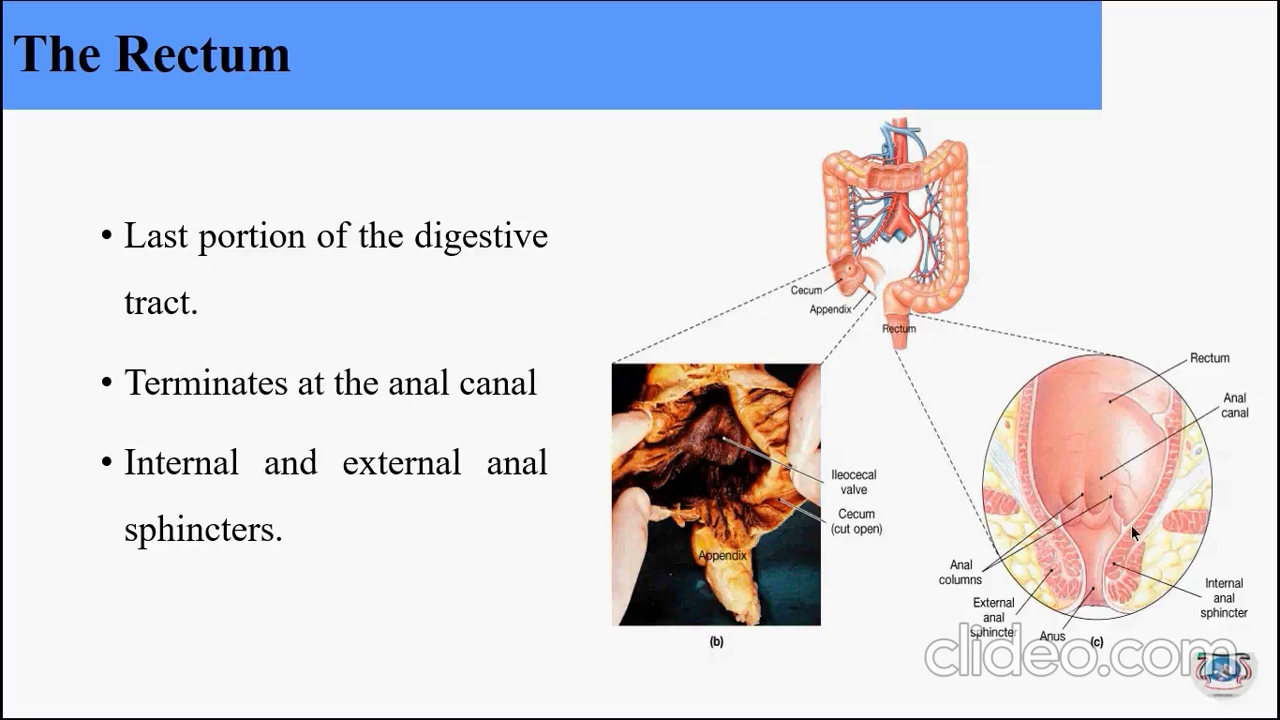 The Rectum
• Last portion of the digestive
tract.
• Terminates at the anal canal
• Internal and external anal
sphincters.
Cecum
Appendix
Rectum
Rectum
Anal
canal
Ileocecal
valve
Cecum
(cut open)
Appendix
Anal
columns
External
anal
sphincter
Anus
Internal
anal
sphincter
(b)
(c)
clideo.com